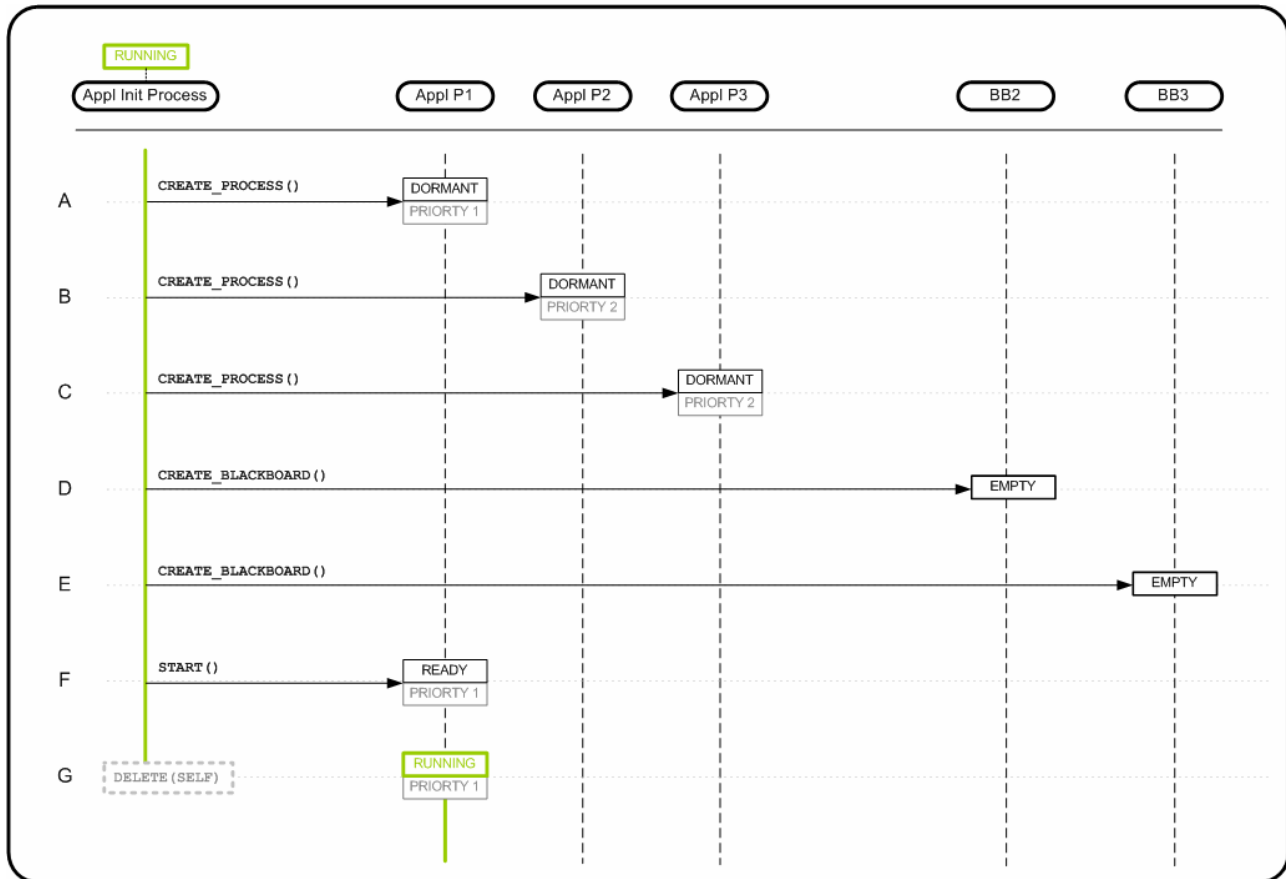 RUNNING
Appl Init Process
Appl P1
Appl P2
Appl P3
BB2
BB3
A
CREATE_PROCESS()
DORMANT
PRIORTY 1
B
CREATE_PROCESS()
DORMANT
PRIORTY 2
C
CREATE_PROCESS()
DORMANT
PRIORTY 2
D
CREATE_BLACKBOARD()
EMPTY
E
CREATE_BLACKBOARD()
EMPTY
F
START()
READY
PRIORTY 1
G
DELETE(SELF)
RUNNING
PRIORTY 1